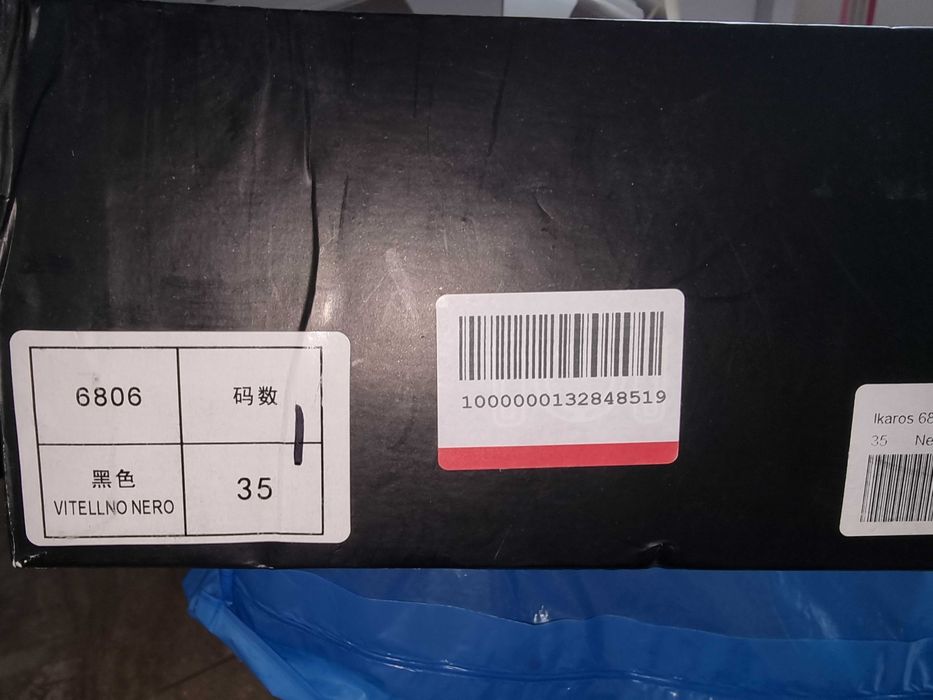 6806
码数
黑色
VITELLNO NERO
35
1000000132848519
Ikaros 68
35 Ne